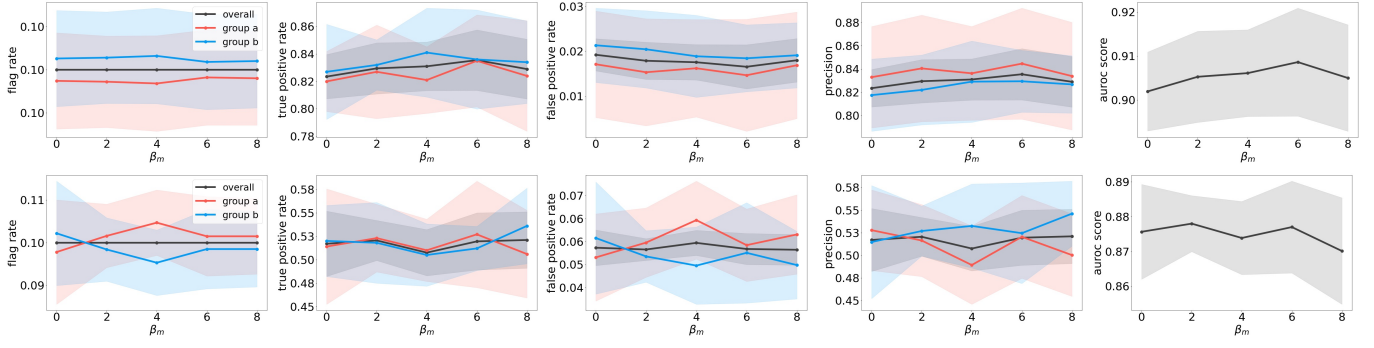 flag rate
0.10
0.10
0.10
overall
group a
group b
0 2 4 6 8
βm
true positive rate
0.86
0.84
0.82
0.80
0.78
0 2 4 6 8
βm
false positive rate
0.03
0.02
0.01
0 2 4 6 8
βm
precision
0.88
0.86
0.84
0.82
0.80
0 2 4 6 8
βm
auroc score
0.92
0.91
0.90
0 2 4 6 8
βm
flag rate
0.11
0.10
0.09
overall
group a
group b
0 2 4 6 8
βm
true positive rate
0.58
0.55
0.53
0.50
0.48
0.45
0 2 4 6 8
βm
false positive rate
0.07
0.06
0.05
0.04
0 2 4 6 8
βm
precision
0.58
0.55
0.53
0.50
0.48
0.45
0 2 4 6 8
βm
auroc score
0.89
0.88
0.87
0.86
0 2 4 6 8
βm